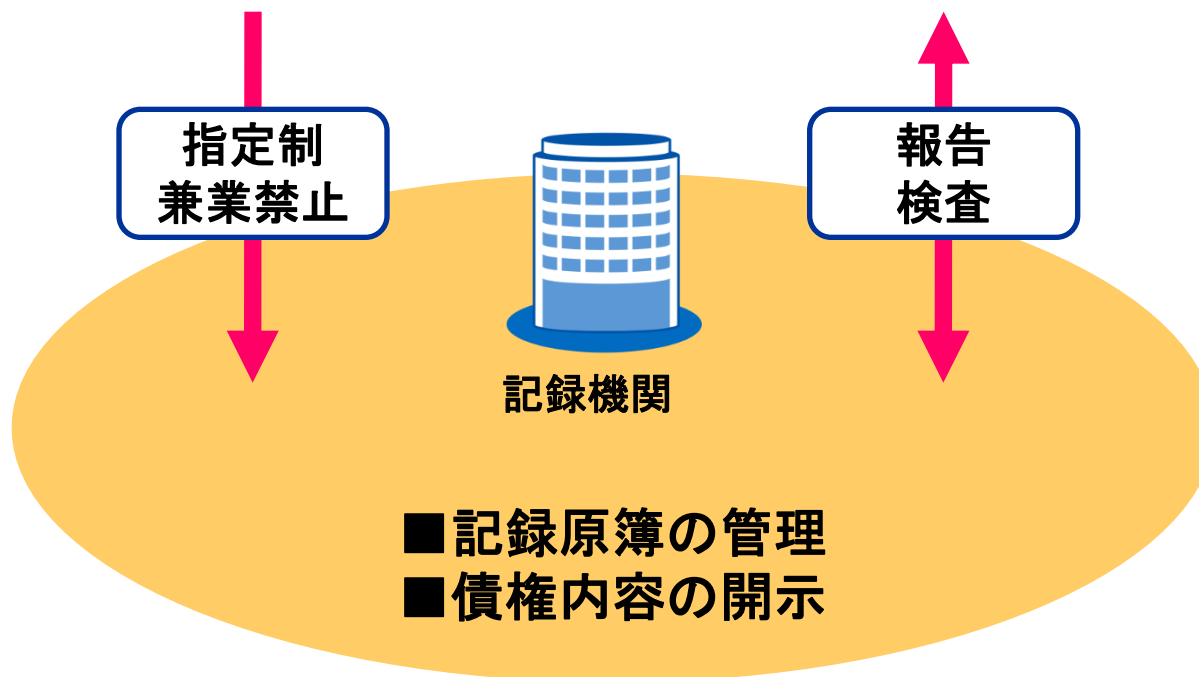 指定制
兼業禁止
報告
検査
記録機関
■記録原簿の管理
■債権内容の開示